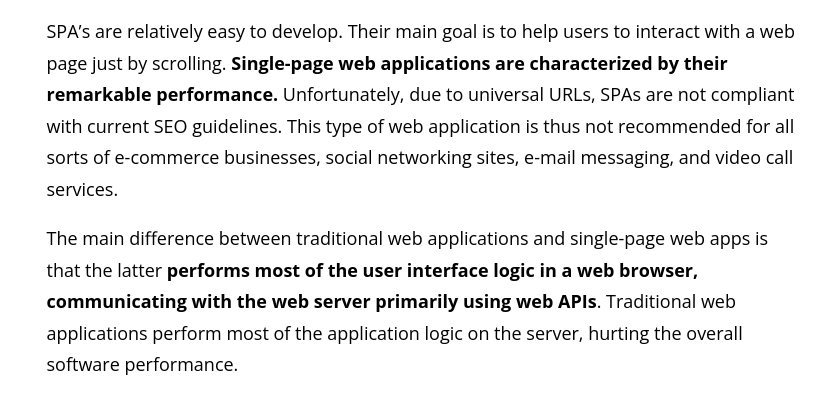 SPA’s are relatively easy to develop. Their main goal is to help users to interact with a web
page just by scrolling. Single-page web applications are characterized by their
remarkable performance. Unfortunately, due to universal URLs, SPAs are not compliant
with current SEO guidelines. This type of web application is thus not recommended for all
sorts of e-commerce businesses, social networking sites, e-mail messaging, and video call
services.
The main difference between traditional web applications and single-page web apps is
that the latter performs most of the user interface logic in a web browser,
communicating with the web server primarily using web APIs. Traditional web
applications perform most of the application logic on the server, hurting the overall
software performance.